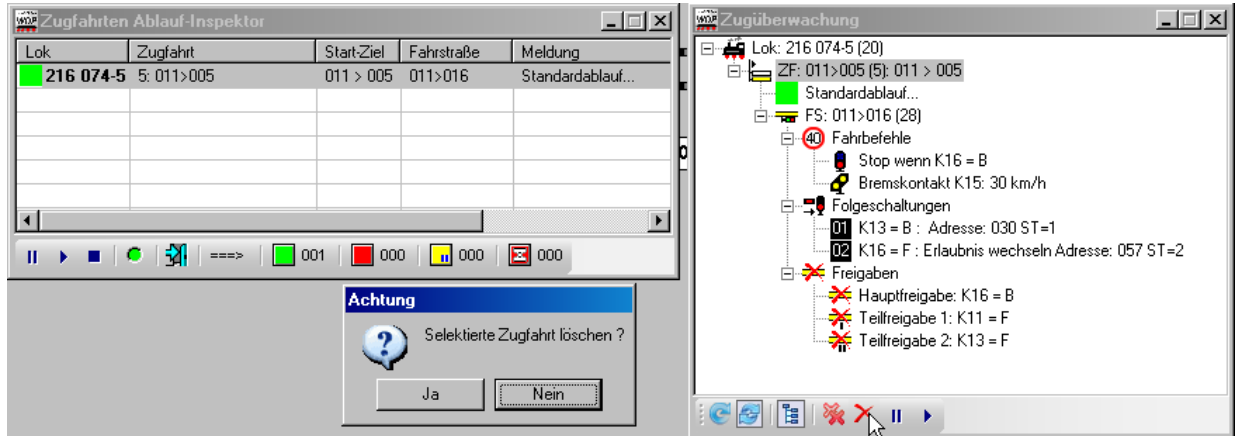 Zugfahrten Ablauf-Inspektor
Lok Zugfahrt Start-Ziel Fahrstraße Meldung
216 074-5 5: 011>005 011 > 005 011>016 Standardablauf...
===> 001 000 000 000
Achtung
Selektierte Zugfahrt löschen ?
Ja Nein
Zugüberwachung
Lok: 216 074-5 (20)
ZF: 011>005 (5): 011 > 005
Standardablauf...
FS: 011>016 (28)
40 Fahrbefehle
Stop wenn K16 = B
Bremskontakt K15: 30 km/h
Folgeschaltungen
01 K13 = B : Adresse: 030 ST=1
02 K16 = F : Erlaubnis wechseln Adresse: 057 ST=2
Freigaben
Hauptfreigabe: K16 = B
Teilfreigabe 1: K11 = F
Teilfreigabe 2: K13 = F